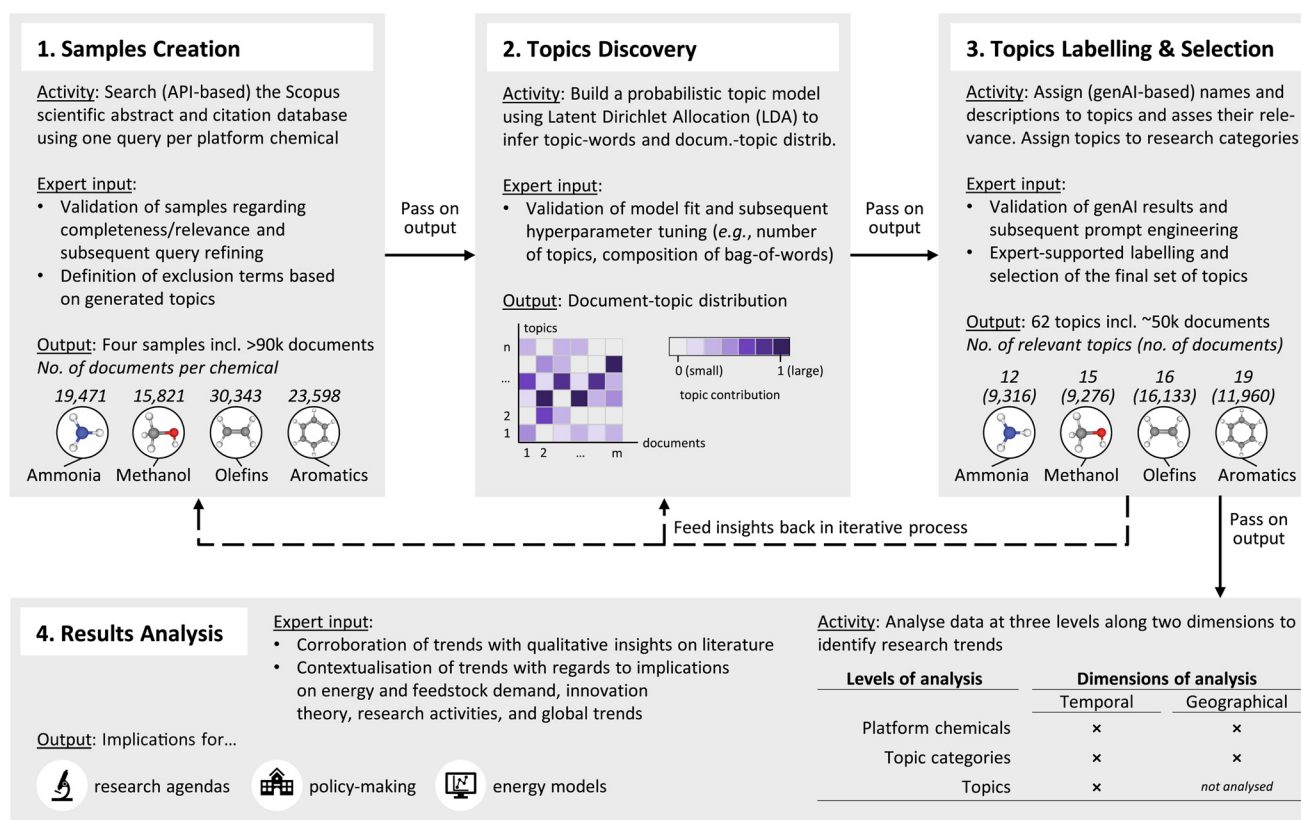 1. Samples Creation
Activity: Search (API-based) the Scopus
scientific abstract and citation database
using one query per platform chemical
Expert input:
• Validation of samples regarding
completeness/relevance and
subsequent query refining
• Definition of exclusion terms based
on generated topics
Output: Four samples incl. >90k documents
No. of documents per chemical
19,471 15,821 30,343 23,598
Ammonia Methanol Olefins Aromatics
Pass on
output
2. Topics Discovery
Activity: Build a probabilistic topic model
using Latent Dirichlet Allocation (LDA) to
infer topic-words and docum.-topic distrib.
Expert input:
• Validation of model fit and subsequent
hyperparameter tuning (e.g., number
of topics, composition of bag-of-words)
Output: Document-topic distribution
topics
n
...
2
1
1 2 ... m
documents
0 (small) 1 (large)
topic contribution
Pass on
output
3. Topics Labelling & Selection
Activity: Assign (genAI-based) names and
descriptions to topics and asses their rele-
vance. Assign topics to research categories
Expert input:
• Validation of genAI results and
subsequent prompt engineering
• Expert-supported labelling and
selection of the final set of topics
Output: 62 topics incl. ~50k documents
No. of relevant topics (no. of documents)
12 15 16 19
(9,316) (9,276) (16,133) (11,960)
Ammonia Methanol Olefins Aromatics
Feed insights back in iterative process
Pass on
output
4. Results Analysis
Expert input:
• Corroboration of trends with qualitative insights on literature
• Contextualisation of trends with regards to implications
on energy and feedstock demand, innovation
theory, research activities, and global trends
Output: Implications for...
research agendas policy-making energy models
Activity: Analyse data at three levels along two dimensions to
identify research trends
Levels of analysis Dimensions of analysis
Temporal Geographical
Platform chemicals × ×
Topic categories × ×
Topics × not analysed